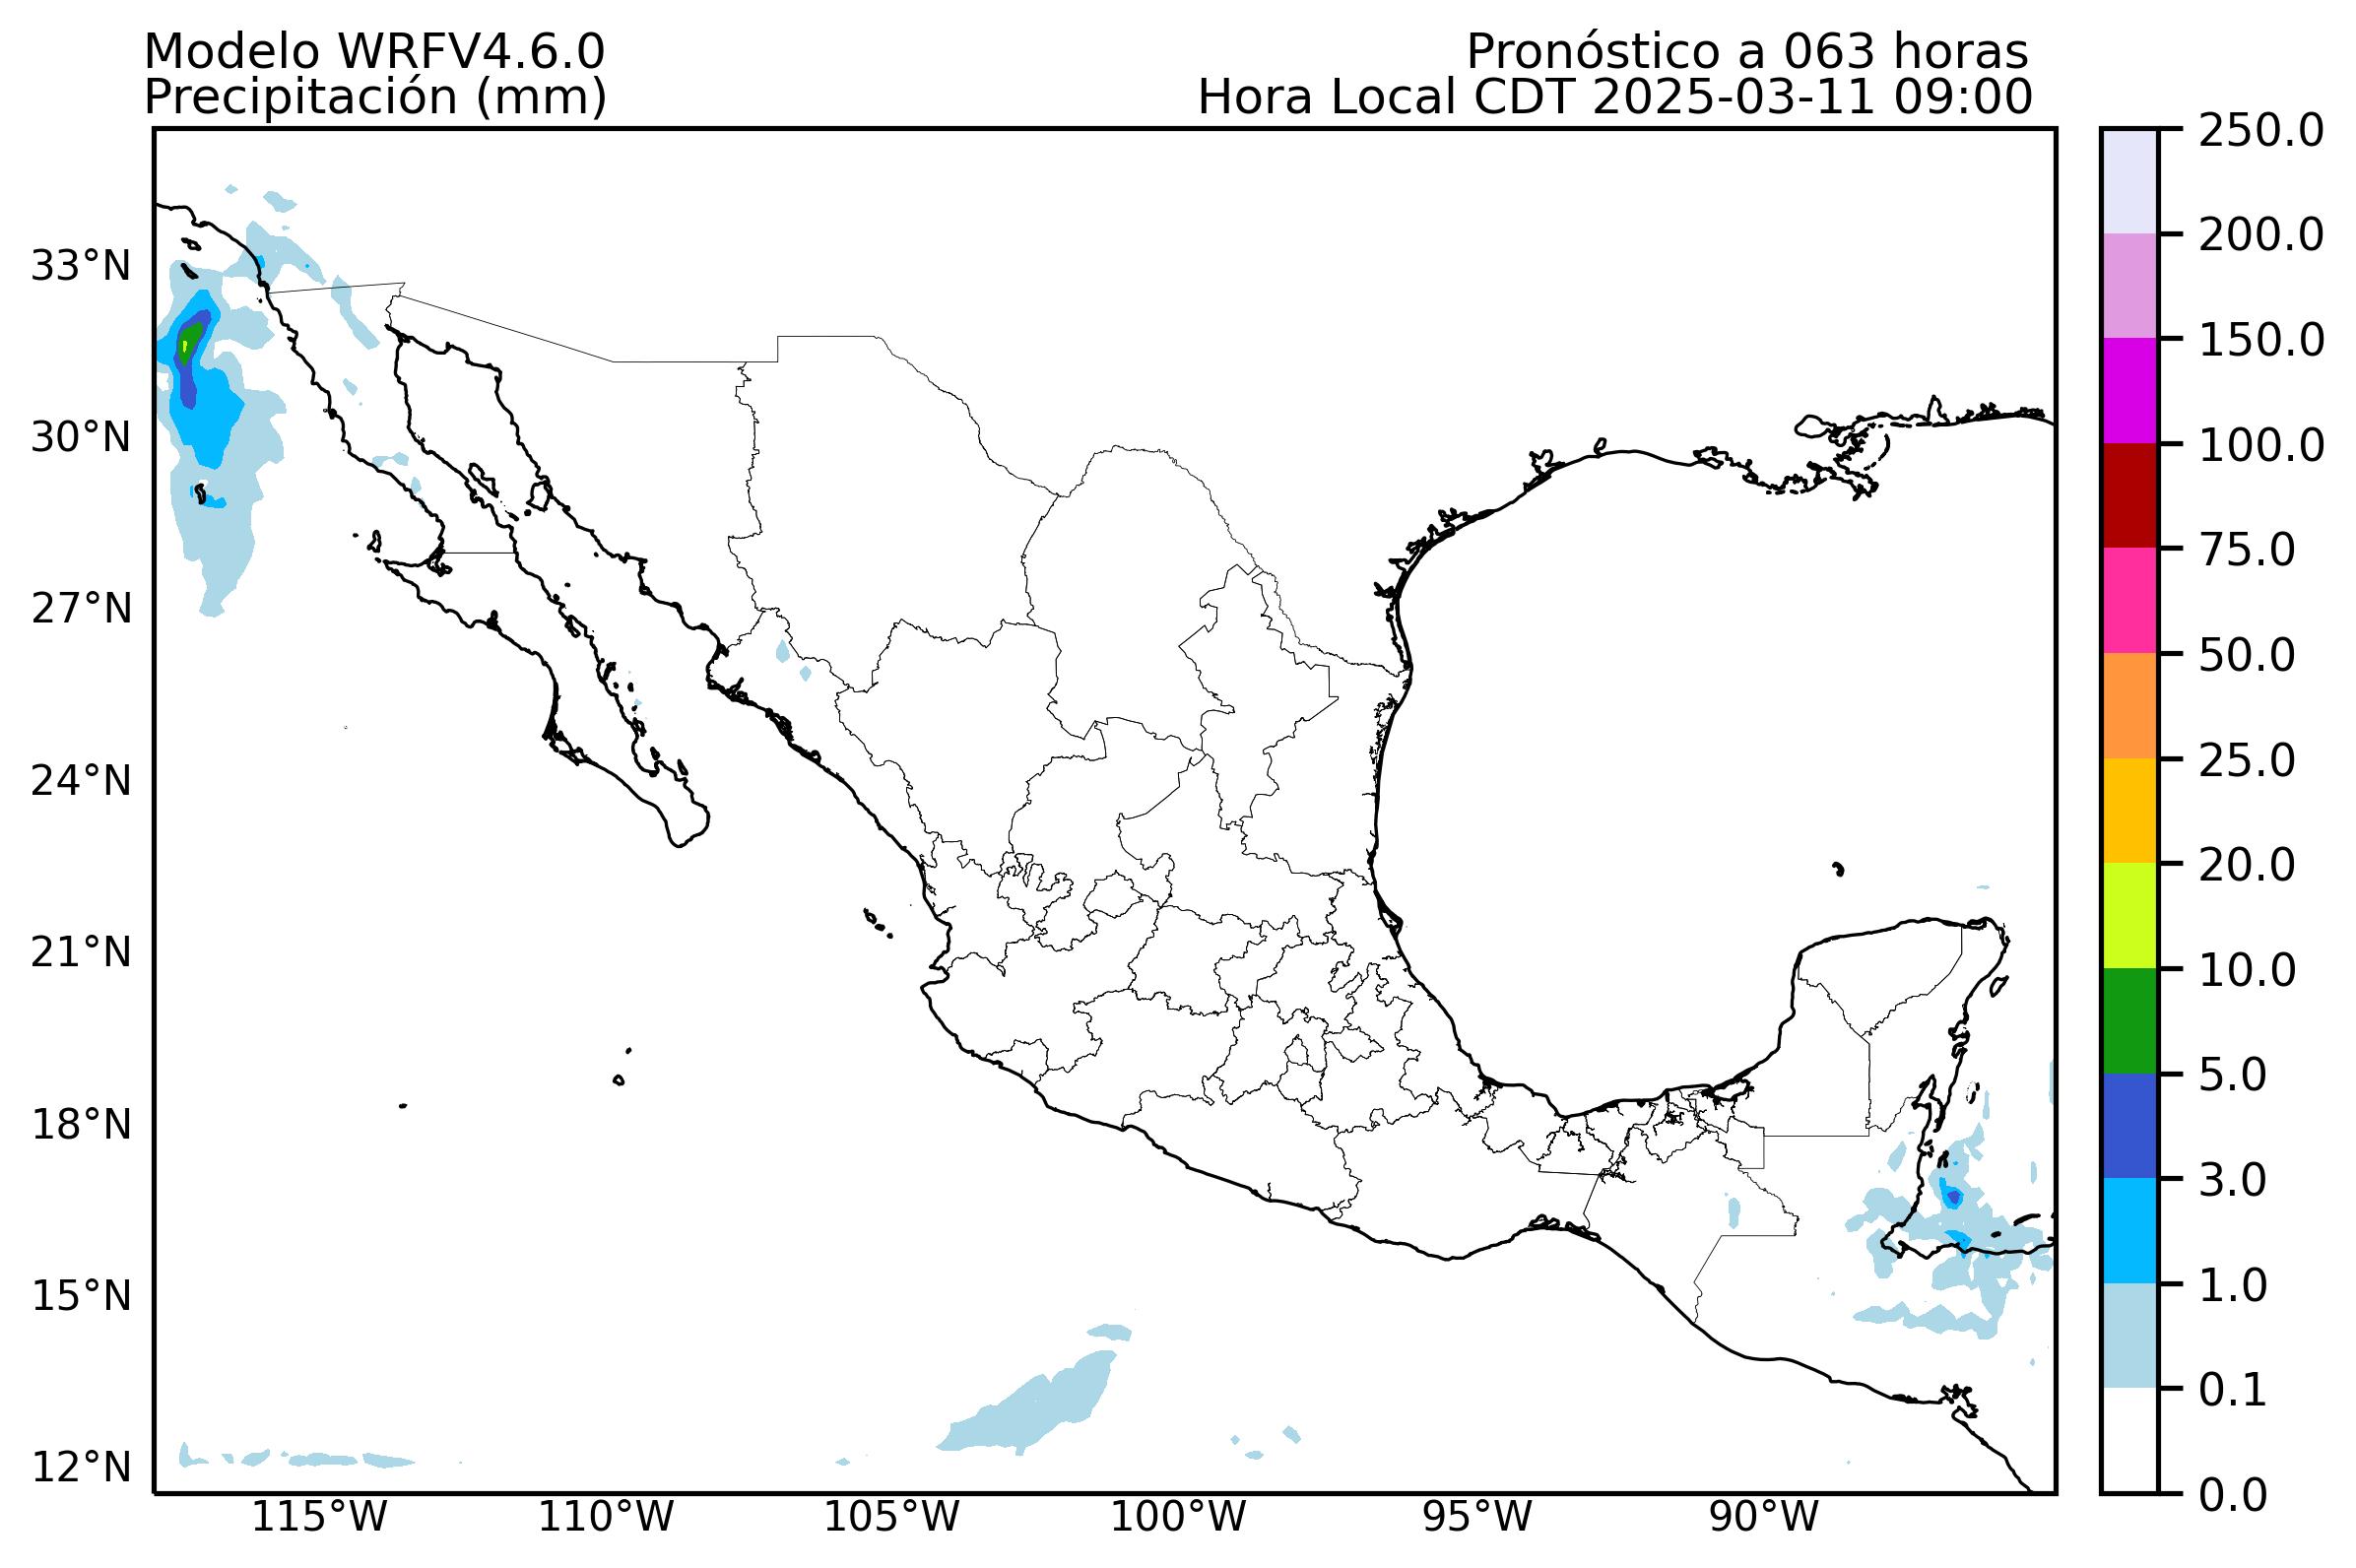 Modelo WRFV4.6.0
Pronóstico a 063 horas
Precipitación (mm)
Hora Local CDT 2025-03-11 09:00
250.0
200.0
150.0
100.0
75.0
50.0
25.0
20.0
10.0
5.0
3.0
1.0
0.1
0.0
33°N
30°N
27°N
24°N
21°N
18°N
15°N
12°N
115°W
110°W
105°W
100°W
95°W
90°W